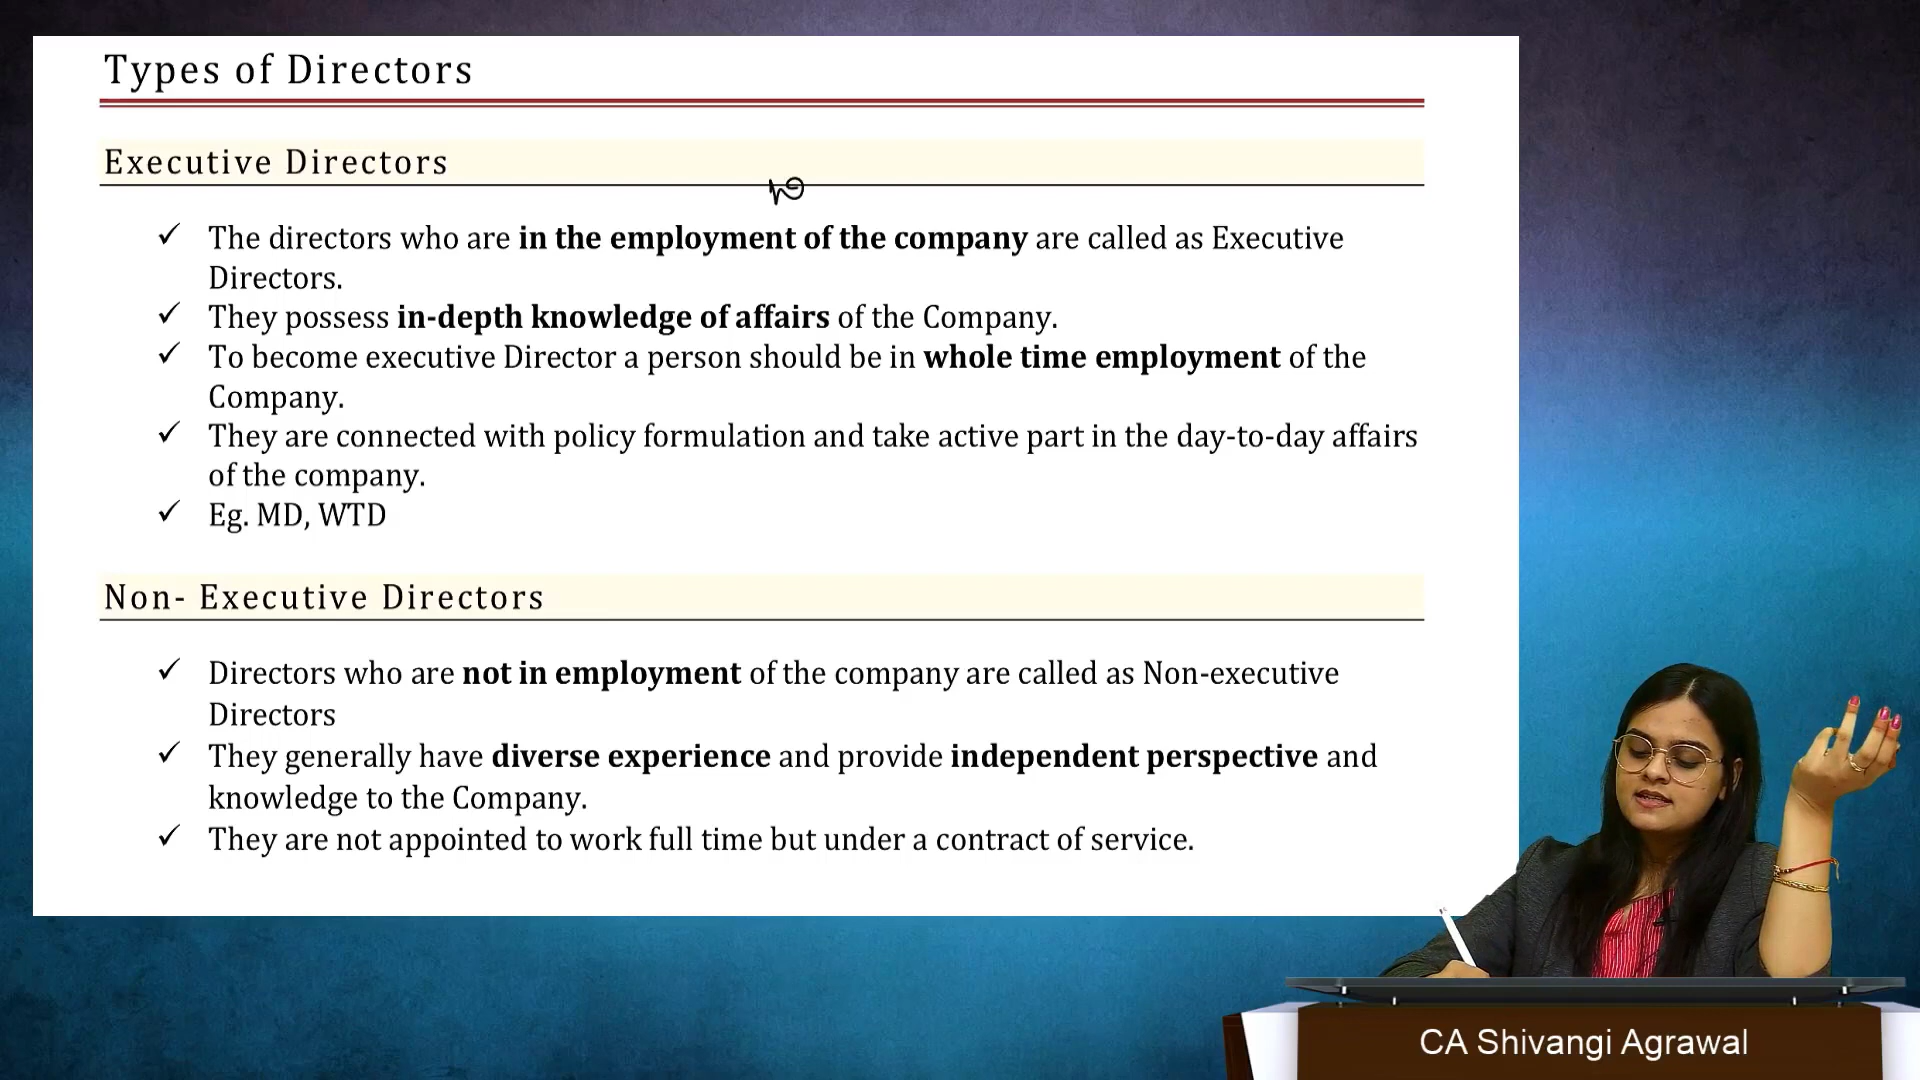 Types of Directors
Executive Directors
✓ The directors who are in the employment of the company are called as Executive
Directors.
✓ They possess in-depth knowledge of affairs of the Company.
✓ To become executive Director a person should be in whole time employment of the
Company.
✓ They are connected with policy formulation and take active part in the day-to-day affairs
of the company.
✓ Eg. MD, WTD
Non- Executive Directors
✓ Directors who are not in employment of the company are called as Non-executive
Directors
✓ They generally have diverse experience and provide independent perspective and
knowledge to the Company.
✓ They are not appointed to work full time but under a contract of service.
CA Shivangi Agrawal